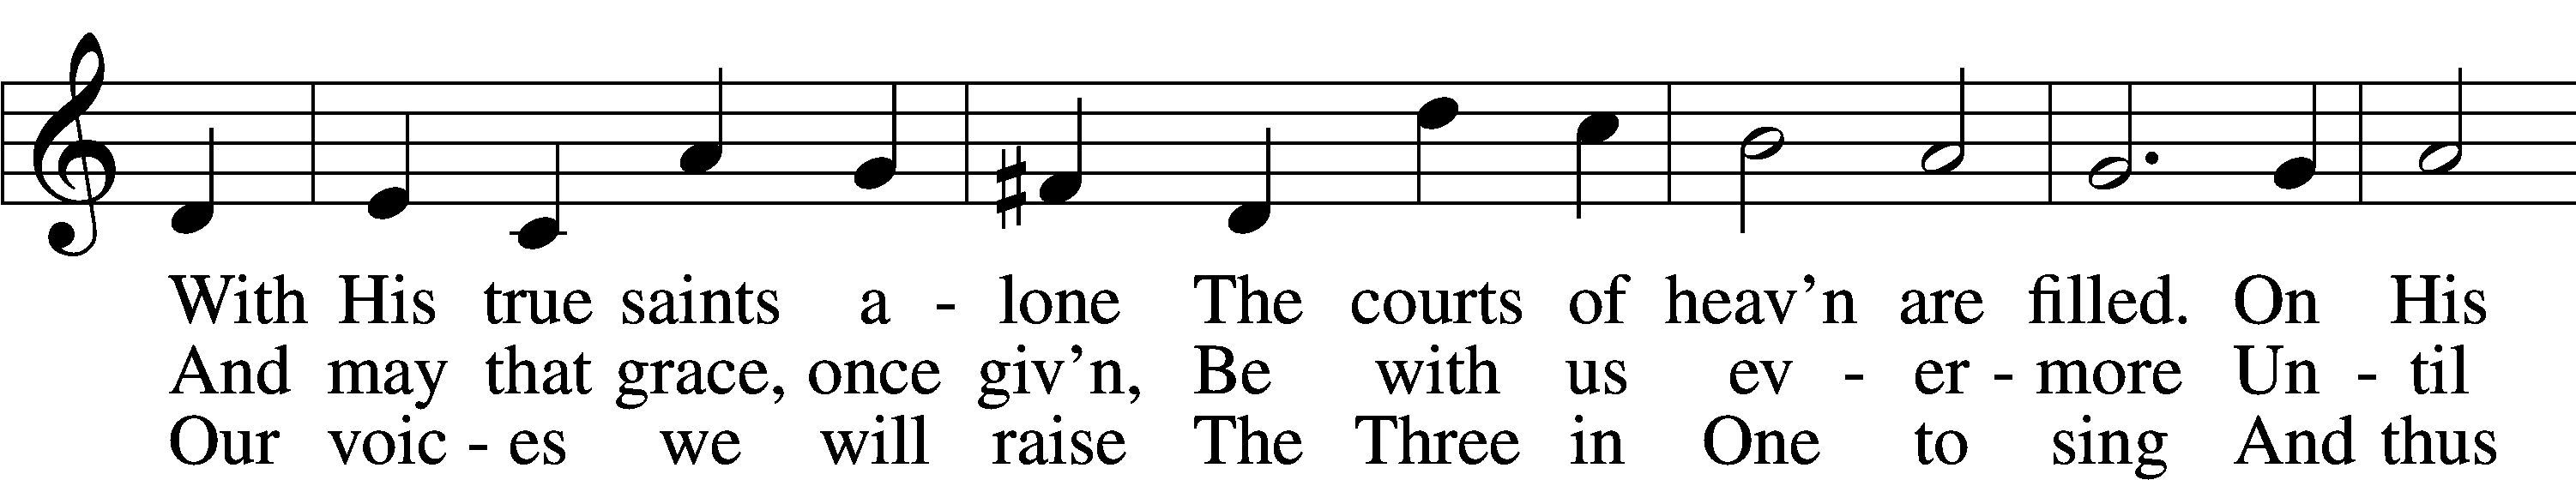 With His true saints a - lone The courts of heav’n are filled. On His
And may that grace, once giv’n, Be with us ev - er - more Un - til
Our voic - es we will raise The Three in One to sing And thus